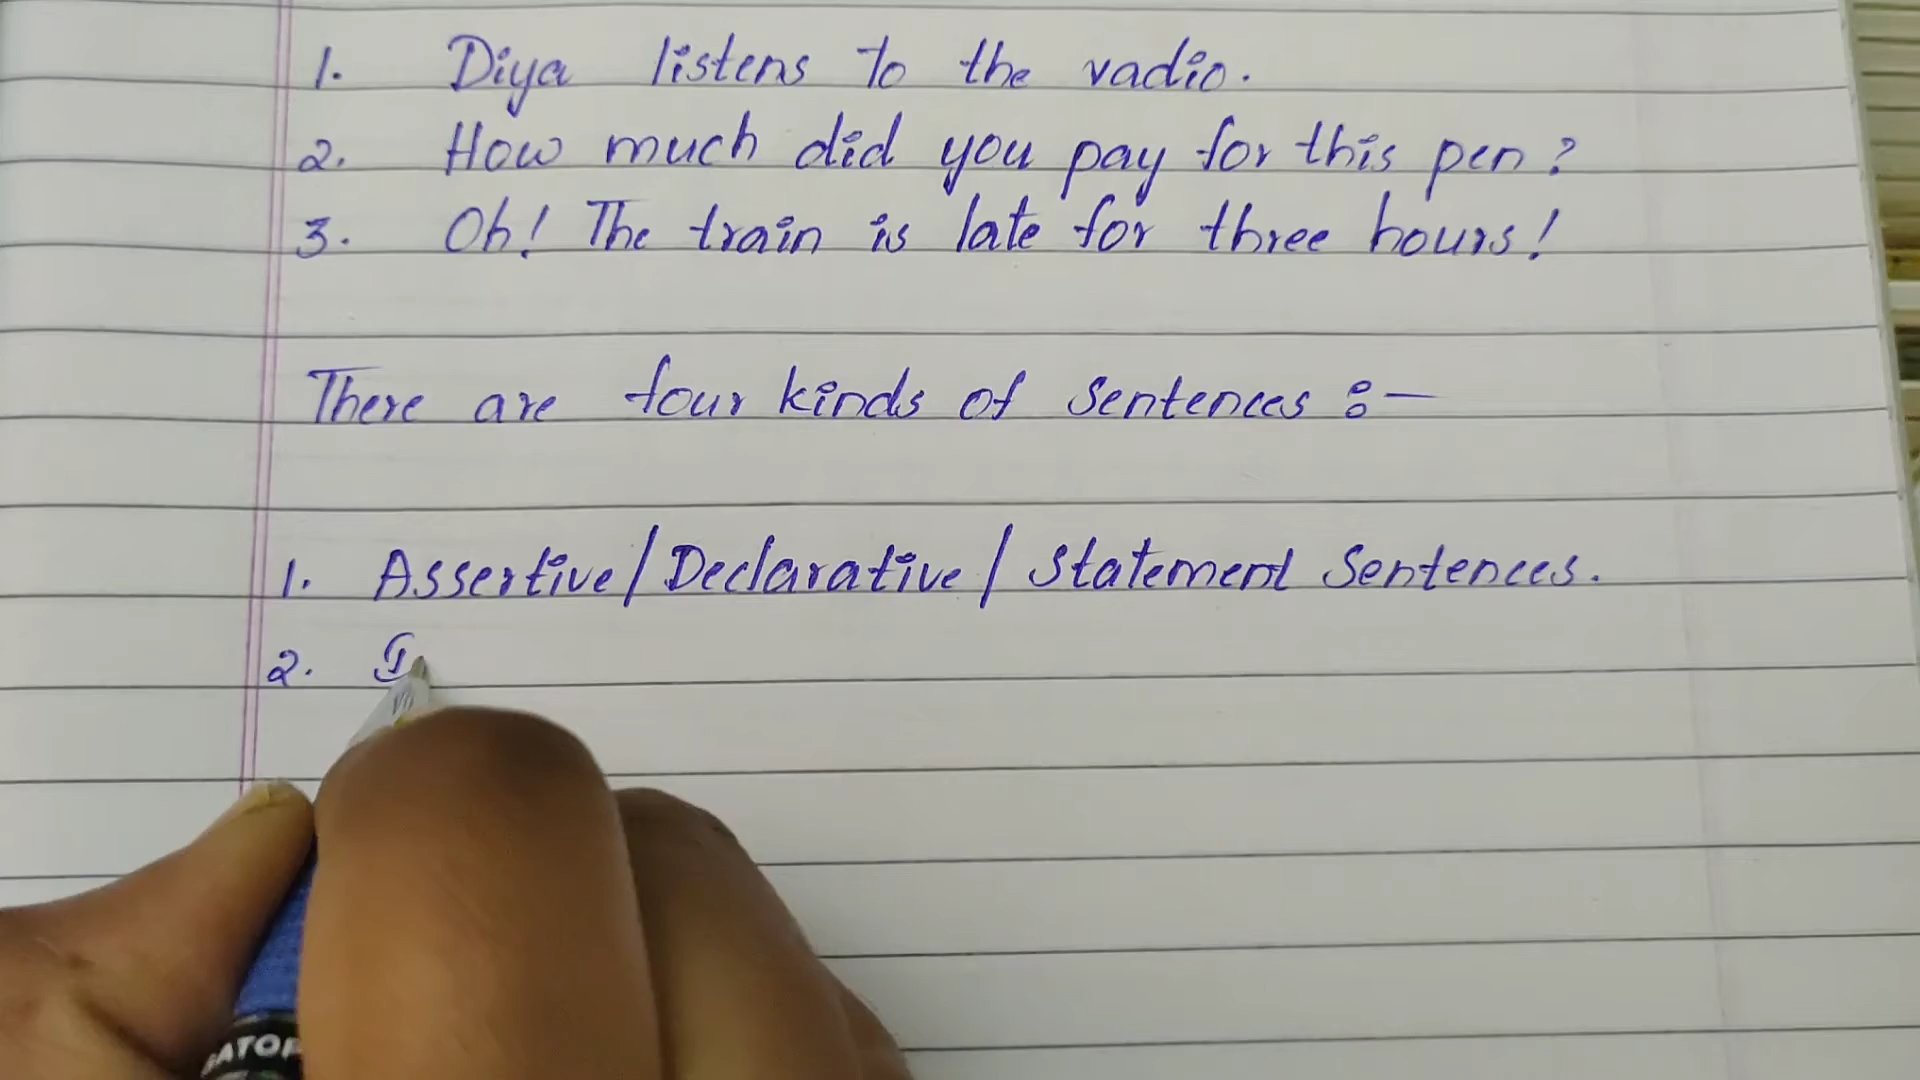 1. Diya listens to the radio.
2. How much did you pay for this pen?
3. Oh! The train is late for three hours!
There are four kinds of Sentences :-
1. Assertive/Declarative/Statement Sentences.
2. I